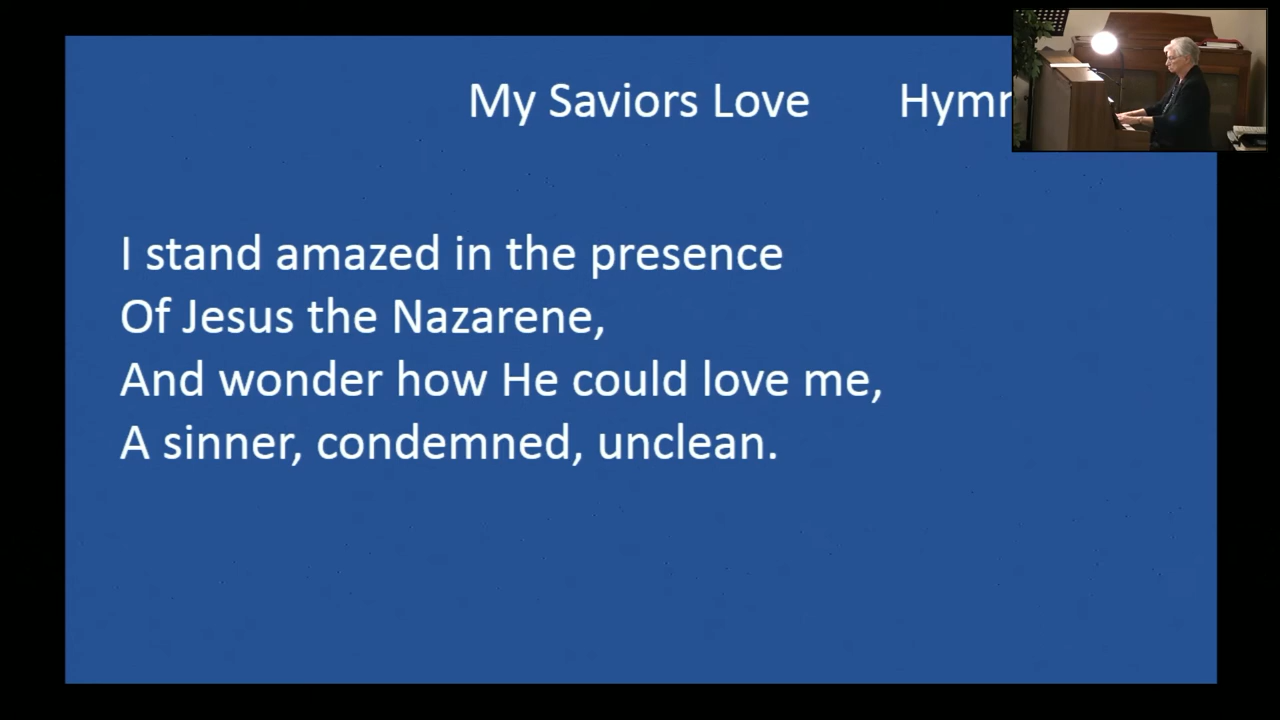 My Saviors Love
I stand amazed in the presence
Of Jesus the Nazarene,
And wonder how He could love me,
A sinner, condemned, unclean.